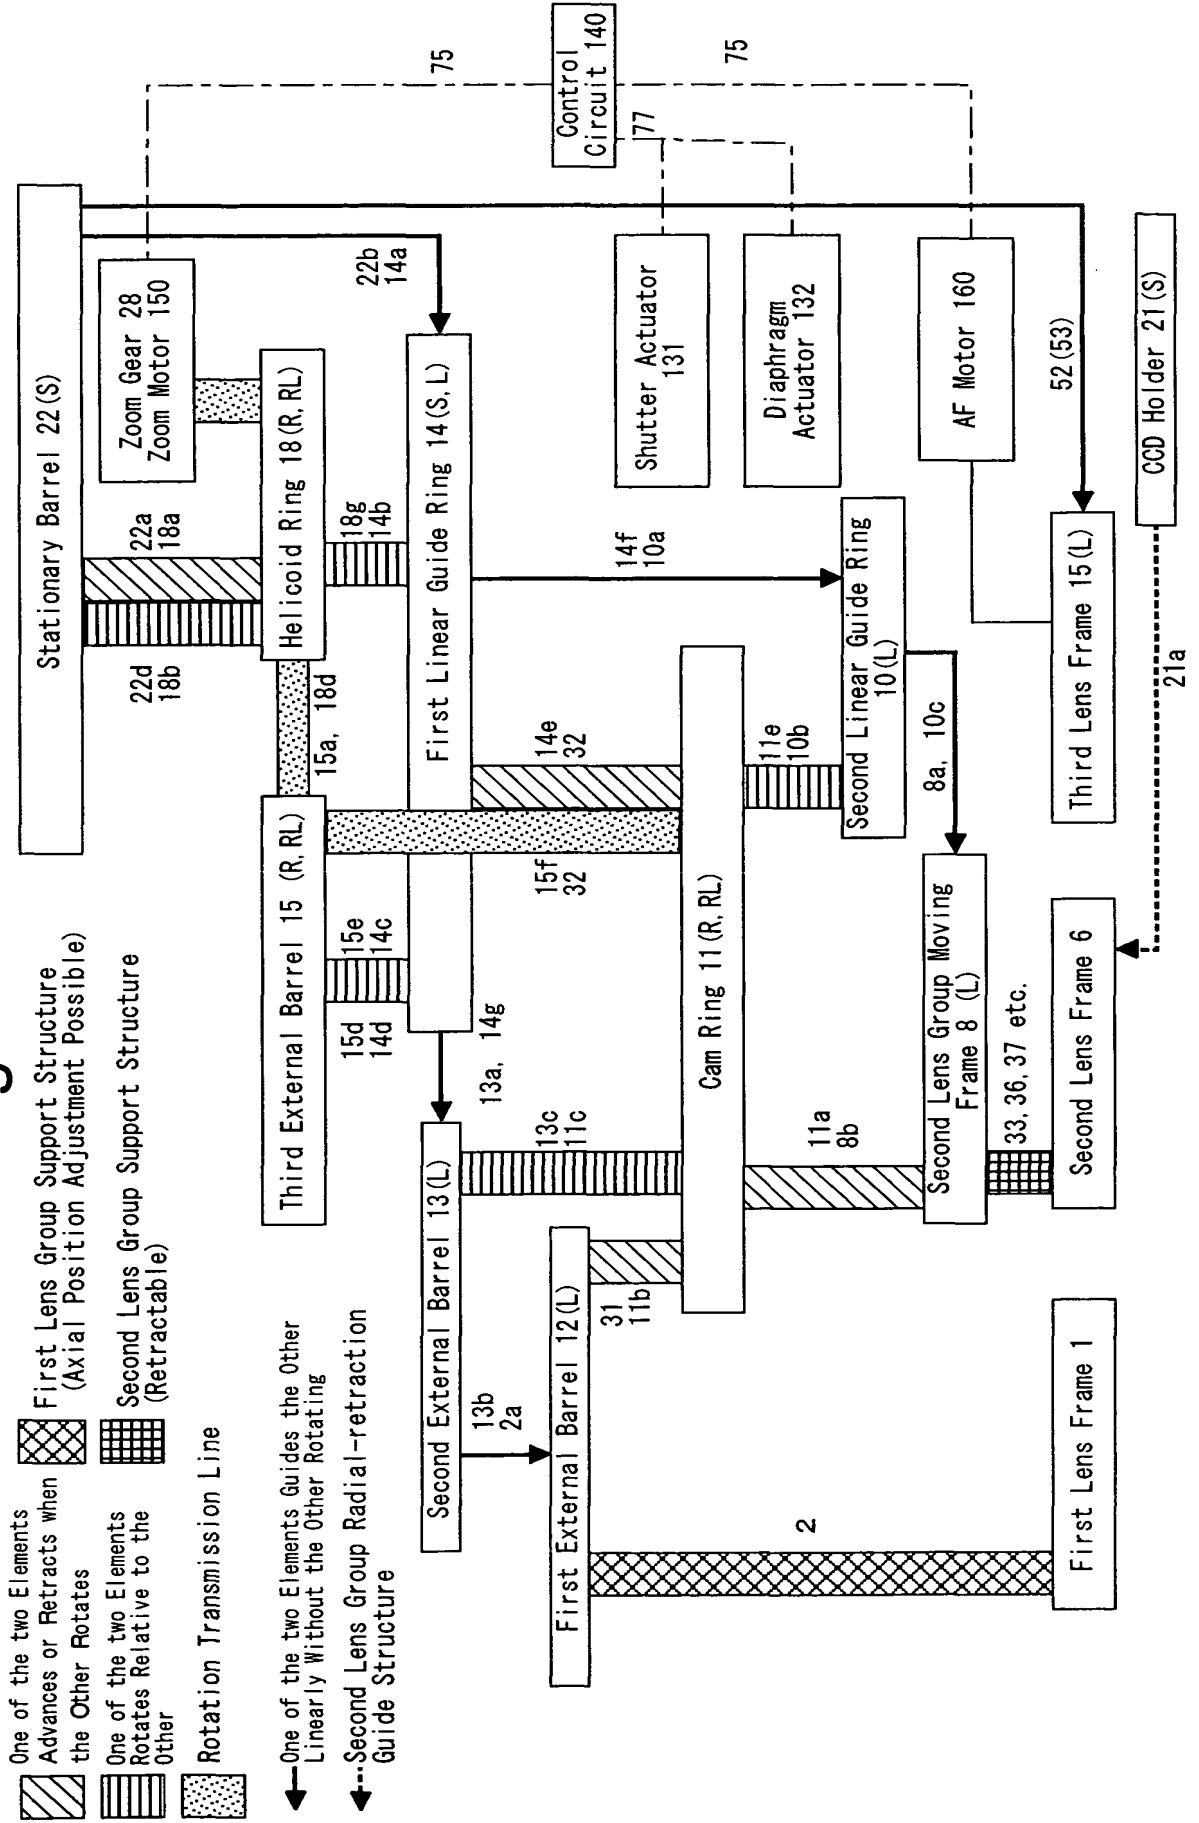 One of the two Elements
Advances or Retracts when
the Other Rotates
One of the two Elements
Rotates Relative to the
Other
Rotation Transmission Line
One of the two Elements Guides the Other
Linearly Without the Other Rotating
Second Lens Group Radial-retraction
Guide Structure
First Lens Group Support Structure
(Axial Position Adjustment Possible)
Second Lens Group Support Structure
(Retractable)
Stationary Barrel 22(S)
22d
18b
22a
18a
Zoom Gear 28
Zoom Motor 150
75
Control
Circuit 140
75
77
Third External Barrel 15 (R, RL)
15a, 18d
Helicoid Ring 18(R, RL)
15d
14d
15e
14c
18g
14b
22b
14a
First Linear Guide Ring 14(S, L)
Second External Barrel 13(L)
13a, 14g
13b
2a
13c
11c
15f
32
14e
32
14f
10a
Shutter Actuator
131
Diaphragm
Actuator 132
First External Barrel 12(L)
31
11b
Cam Ring 11(R, RL)
11a
8b
11e
10b
Second Linear Guide Ring
10(L)
8a, 10c
AF Motor 160
2
Second Lens Group Moving
Frame 8 (L)
33, 36, 37 etc.
52(53)
First Lens Frame 1
Second Lens Frame 6
Third Lens Frame 15(L)
CCD Holder 21(S)
21a